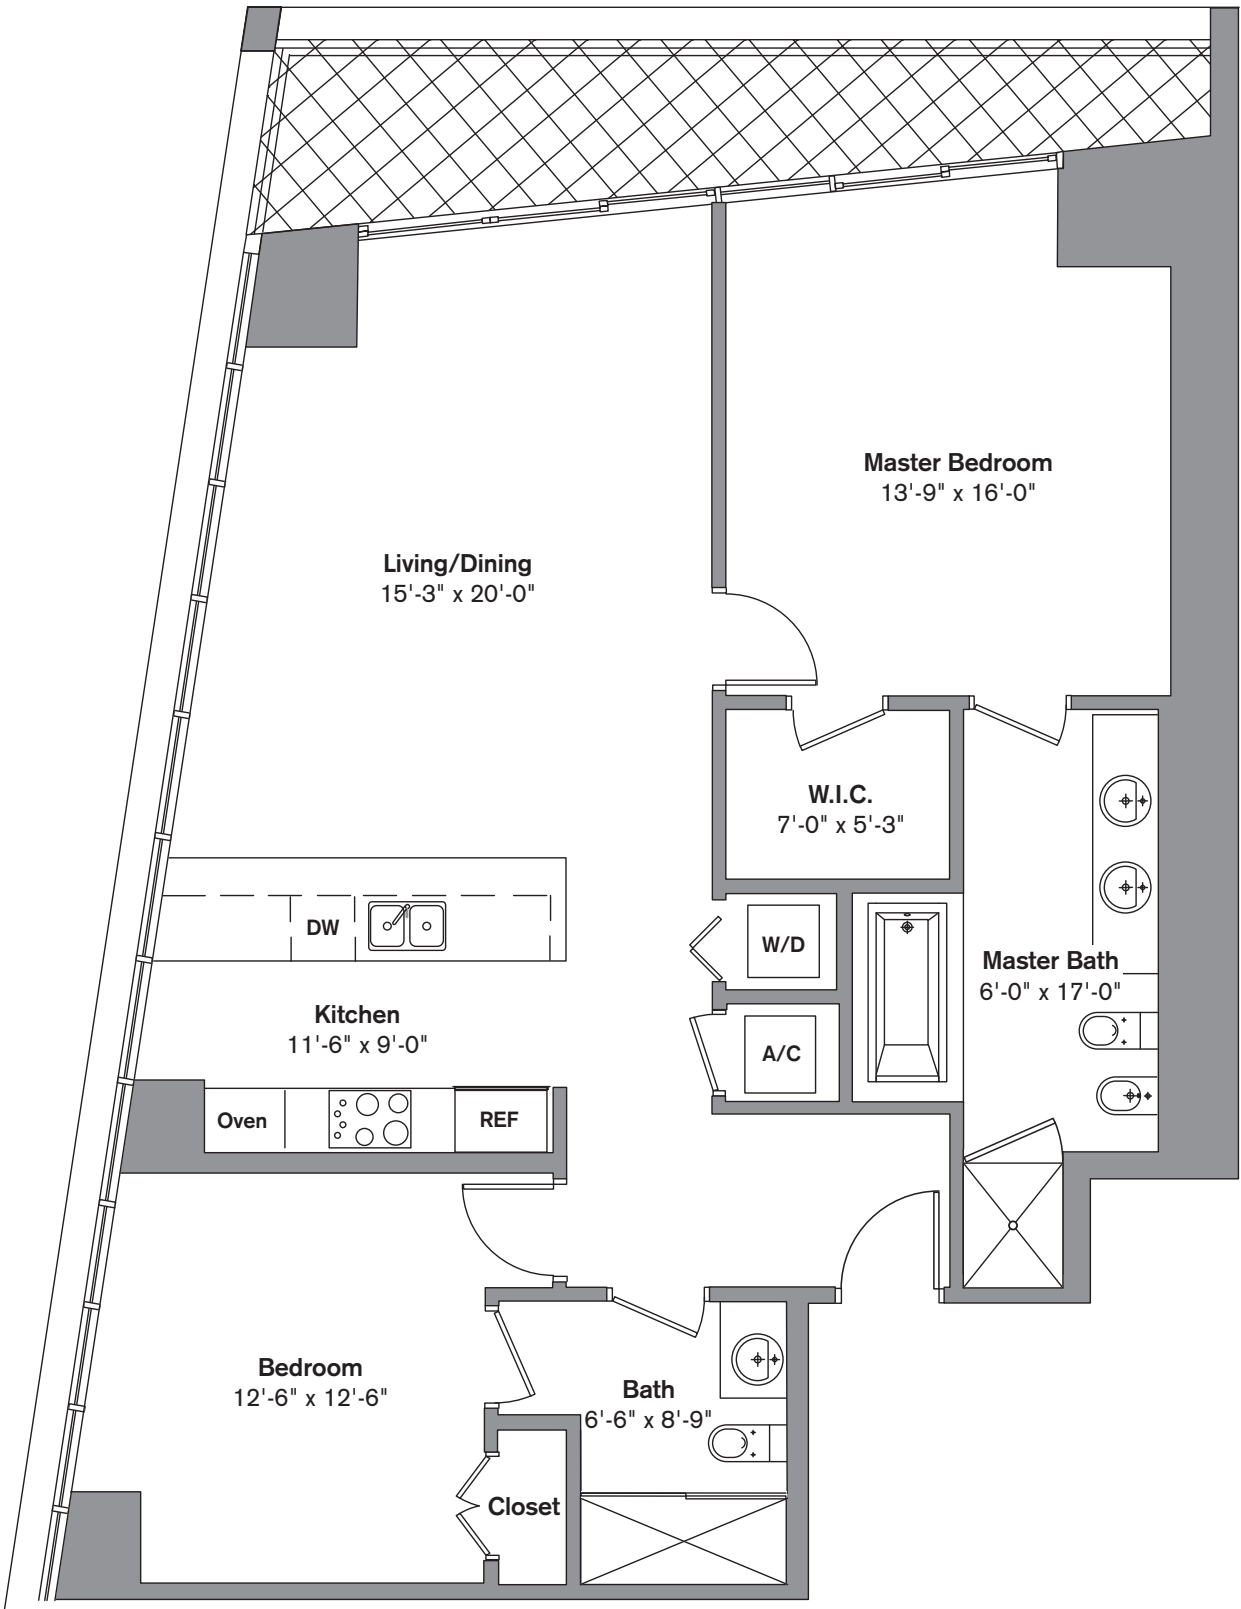 Master Bedroom
13'-9" x 16'-0"
Living/Dining
15'-3" x 20'-0"
W.I.C.
7'-0" x 5'-3"
DW
W/D
Master Bath
6'-0" x 17'-0"
Kitchen
11'-6" x 9'-0"
A/C
Oven
REF
Bedroom
12'-6" x 12'-6"
Bath
6'-6" x 8'-9"
Closet